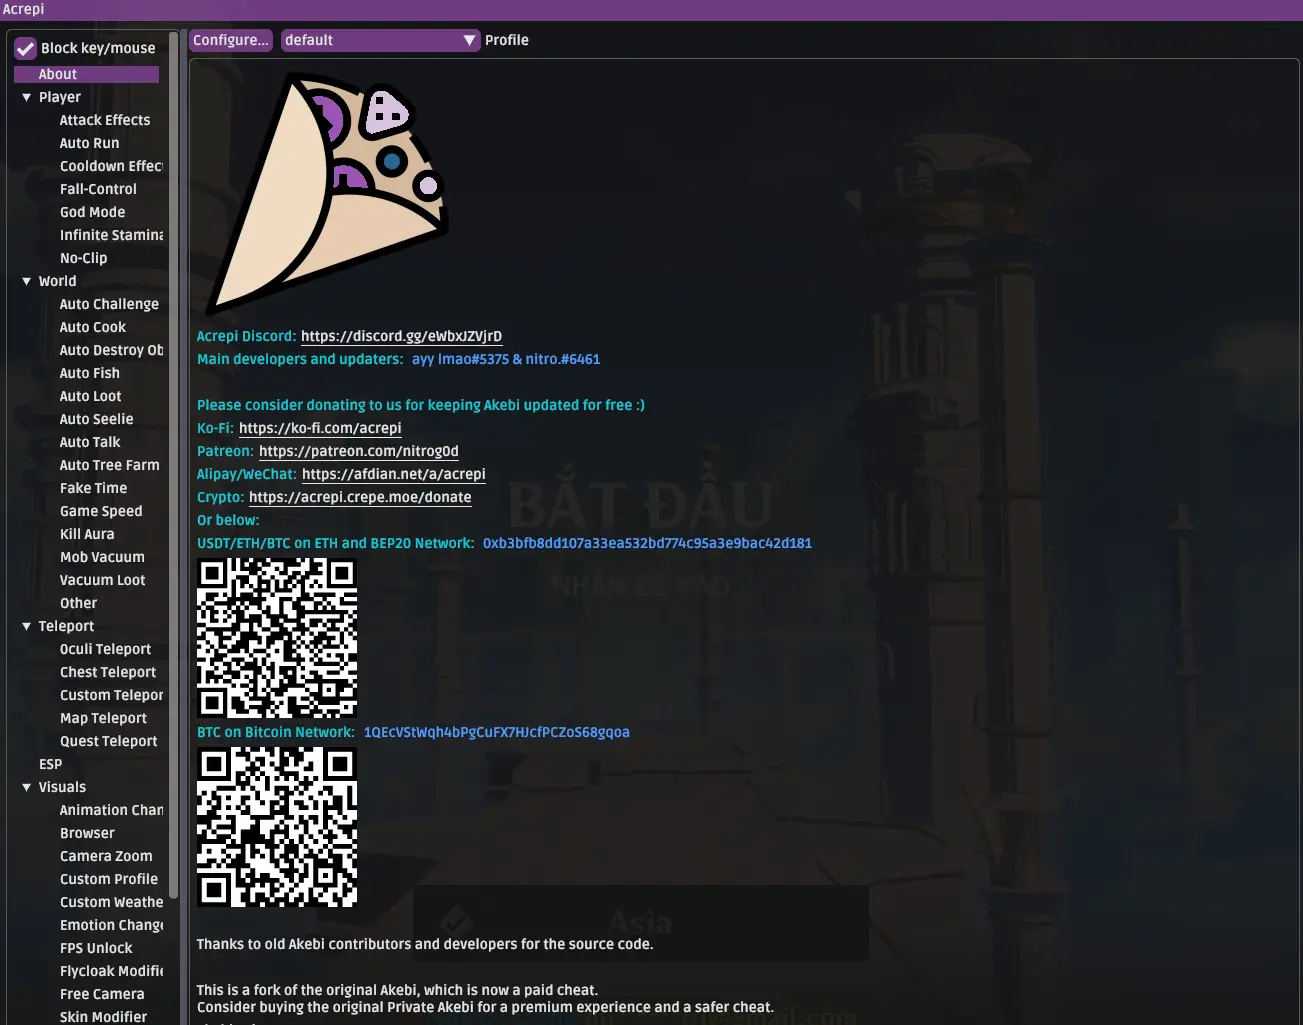 Acrepi
Block key/mouse
About
Player
Attack Effects
Auto Run
Cooldown Effec
Fall-Control
God Mode
Infinite Stamina
No-Clip
World
Auto Challenge
Auto Cook
Auto Destroy Ob
Auto Fish
Auto Loot
Auto Seelie
Auto Talk
Auto Tree Farm
Fake Time
Game Speed
Kill Aura
Mob Vacuum
Vacuum Loot
Other
Teleport
Oculi Teleport
Chest Teleport
Custom Telepor
Map Teleport
Quest Teleport
ESP
Visuals
Animation Chan
Browser
Camera Zoom
Custom Profile
Custom Weathe
Emotion Change
FPS Unlock
Flycloak Modifie
Free Camera
Skin Modifier
Configure... default Profile
Acrepi Discord: https://discord.gg/eWbxJZVjrD
Main developers and updaters: ayy lmao#5375 & nitro.#6461
Please consider donating to us for keeping Akebi updated for free :)
Ko-Fi: https://ko-fi.com/acrepi
Patreon: https://patreon.com/nitrog0d
Alipay/WeChat: https://afdian.net/a/acrepi
Crypto: https://acrepi.crepe.moe/donate
Or below:
USDT/ETH/BTC on ETH and BEP20 Network: 0xb3bfb8dd107a33ea532bd774c95a3e9bac42d181
BTC on Bitcoin Network: 1QEcVStWqh4bPgCuFX7HJcfPCZoS68gqoa
Thanks to old Akebi contributors and developers for the source code.
This is a fork of the original Akebi, which is now a paid cheat.
Consider buying the original Private Akebi for a premium experience and a safer cheat.
BẮT ĐẦU
NHẤN ĐỂ VÀO
Asia